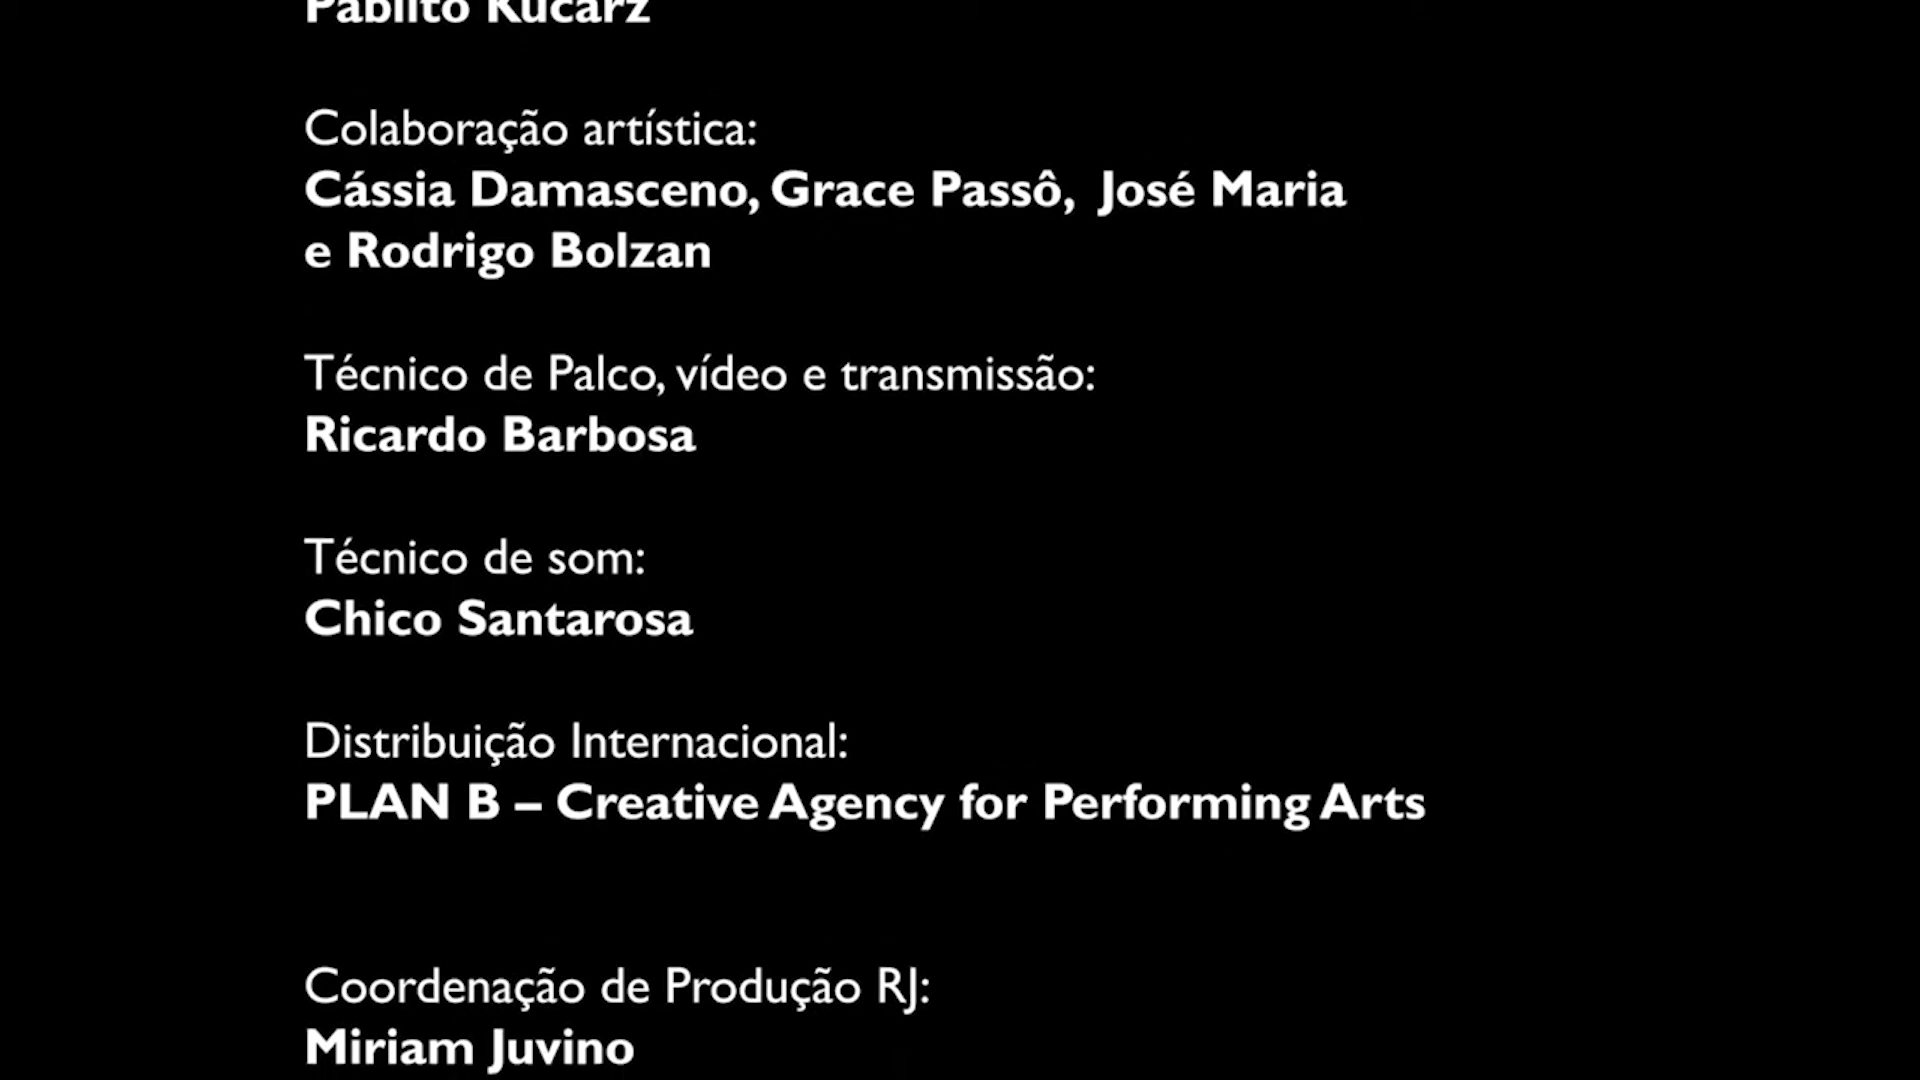 Pablito Kucarz
Colaboração artística:
Cássia Damasceno, Grace Passô, José Maria
e Rodrigo Bolzan
Técnico de Palco, vídeo e transmissão:
Ricardo Barbosa
Técnico de som:
Chico Santarosa
Distribuição Internacional:
PLAN B – Creative Agency for Performing Arts
Coordenação de Produção RJ:
Miriam Juvino